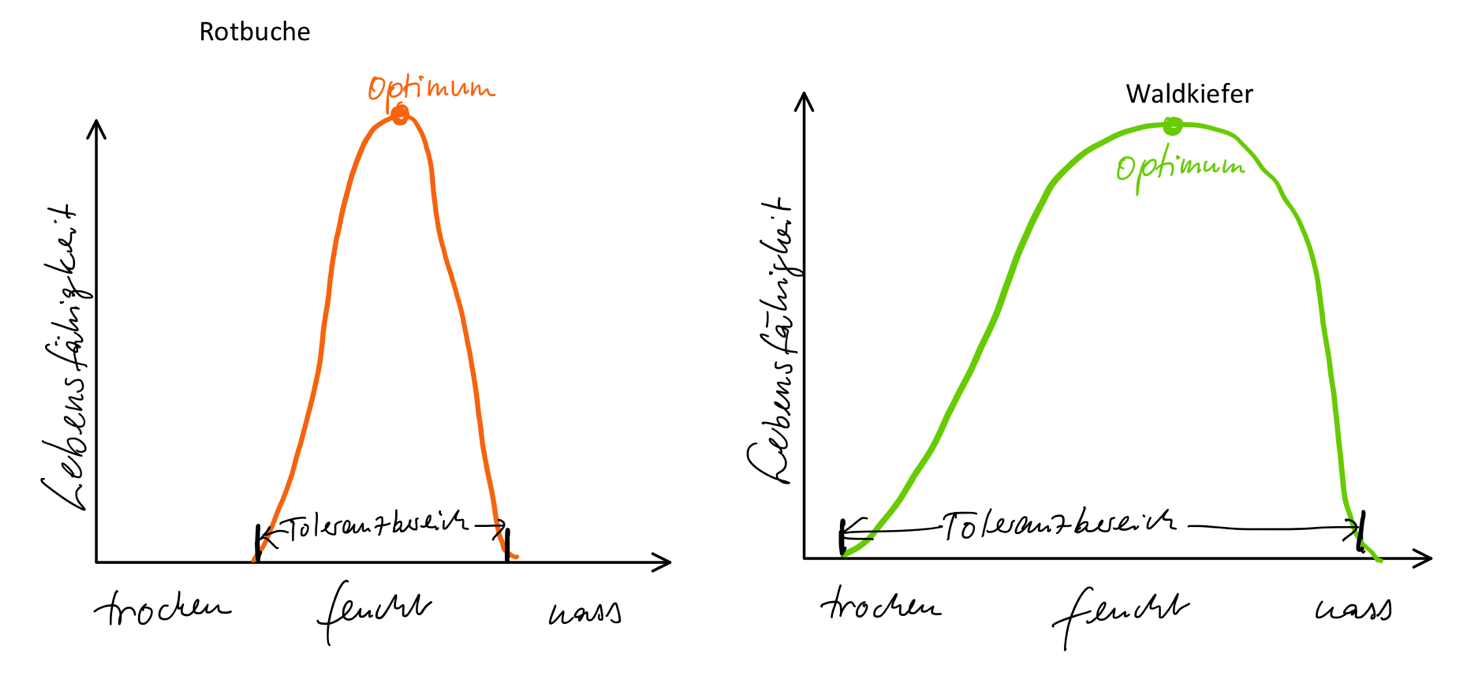 Rotbuche
Optimum
Lebensfähigkeit
Toleranzbereich
trocken feucht nass
Waldkiefer
Optimum
Lebensfähigkeit
Toleranzbereich
trocken feucht nass